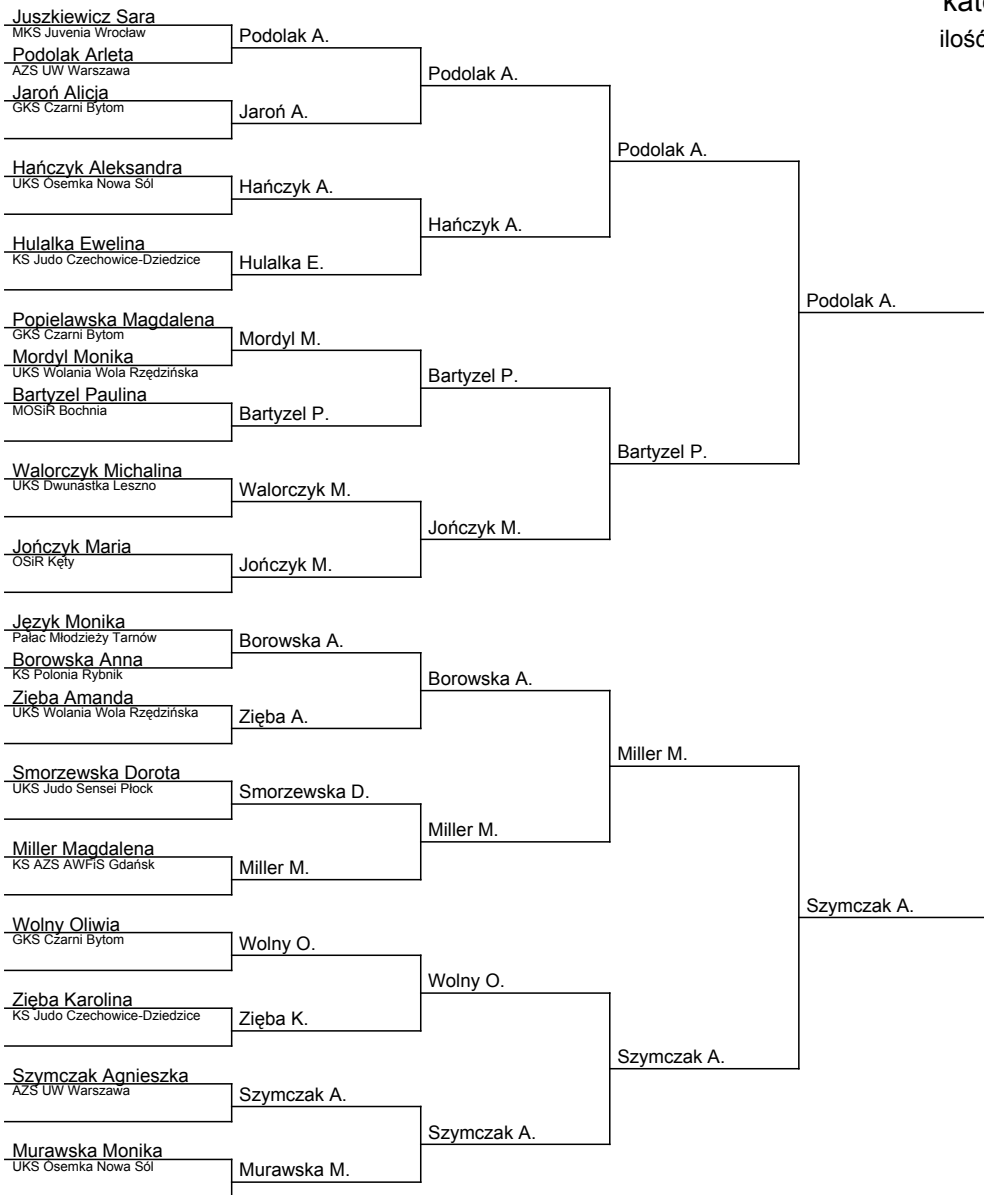 kat
ilość
Juszkiewicz Sara
MKS Juvenia Wrocław
Podolak Arleta
AZS UW Warszawa
Jaroń Alicja
GKS Czarni Bytom
Hańczyk Aleksandra
UKS Ósemka Nowa Sól
Hulalka Ewelina
KS Judo Czechowice-Dziedzice
Popielawska Magdalena
GKS Czarni Bytom
Mordyl Monika
UKS Wolania Wola Rzędzińska
Bartyzel Paulina
MOSiR Bochnia
Walorczyk Michalina
UKS Dwunastka Leszno
Jończyk Maria
OSiR Kęty
Język Monika
Pałac Młodzieży Tarnów
Borowska Anna
KS Polonia Rybnik
Zięba Amanda
UKS Wolania Wola Rzędzińska
Smorzewska Dorota
UKS Judo Sensei Płock
Miller Magdalena
KS AZS AWFiS Gdańsk
Wolny Oliwia
GKS Czarni Bytom
Zięba Karolina
KS Judo Czechowice-Dziedzice
Szymczak Agnieszka
AZS UW Warszawa
Murawska Monika
UKS Ósemka Nowa Sól
Podolak A.
Jaroń A.
Hańczyk A.
Hulalka E.
Mordyl M.
Bartyzel P.
Walorczyk M.
Jończyk M.
Borowska A.
Zięba A.
Smorzewska D.
Miller M.
Wolny O.
Zięba K.
Szymczak A.
Murawska M.
Podolak A.
Hańczyk A.
Bartyzel P.
Jończyk M.
Borowska A.
Miller M.
Wolny O.
Szymczak A.
Podolak A.
Bartyzel P.
Miller M.
Szymczak A.
Podolak A.
Szymczak A.